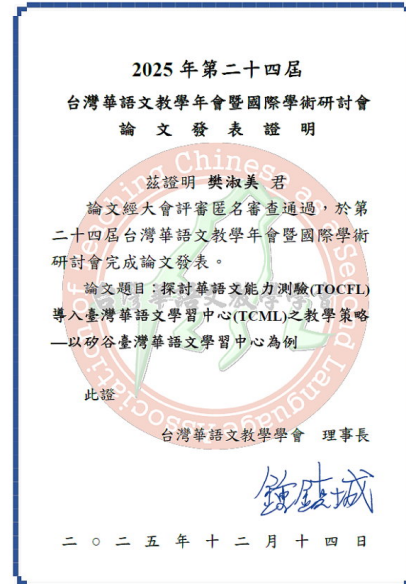 2025 年第二十四屆
台灣華語文教學年會暨國際學術研討會
論文發表證明
茲證明 樊淑美 君
論文經大會評審匿名審查通過，於第
二十四屆台灣華語文教學年會暨國際學術
研討會完成論文發表。
論文題目：探討華語文能力測驗(TOCFL)
導入臺灣華語文學習中心(TCML)之教學策略
—以矽谷臺灣華語文學習中心為例
此證
台灣華語文教學學會 理事長
二○二五年十二月十四日